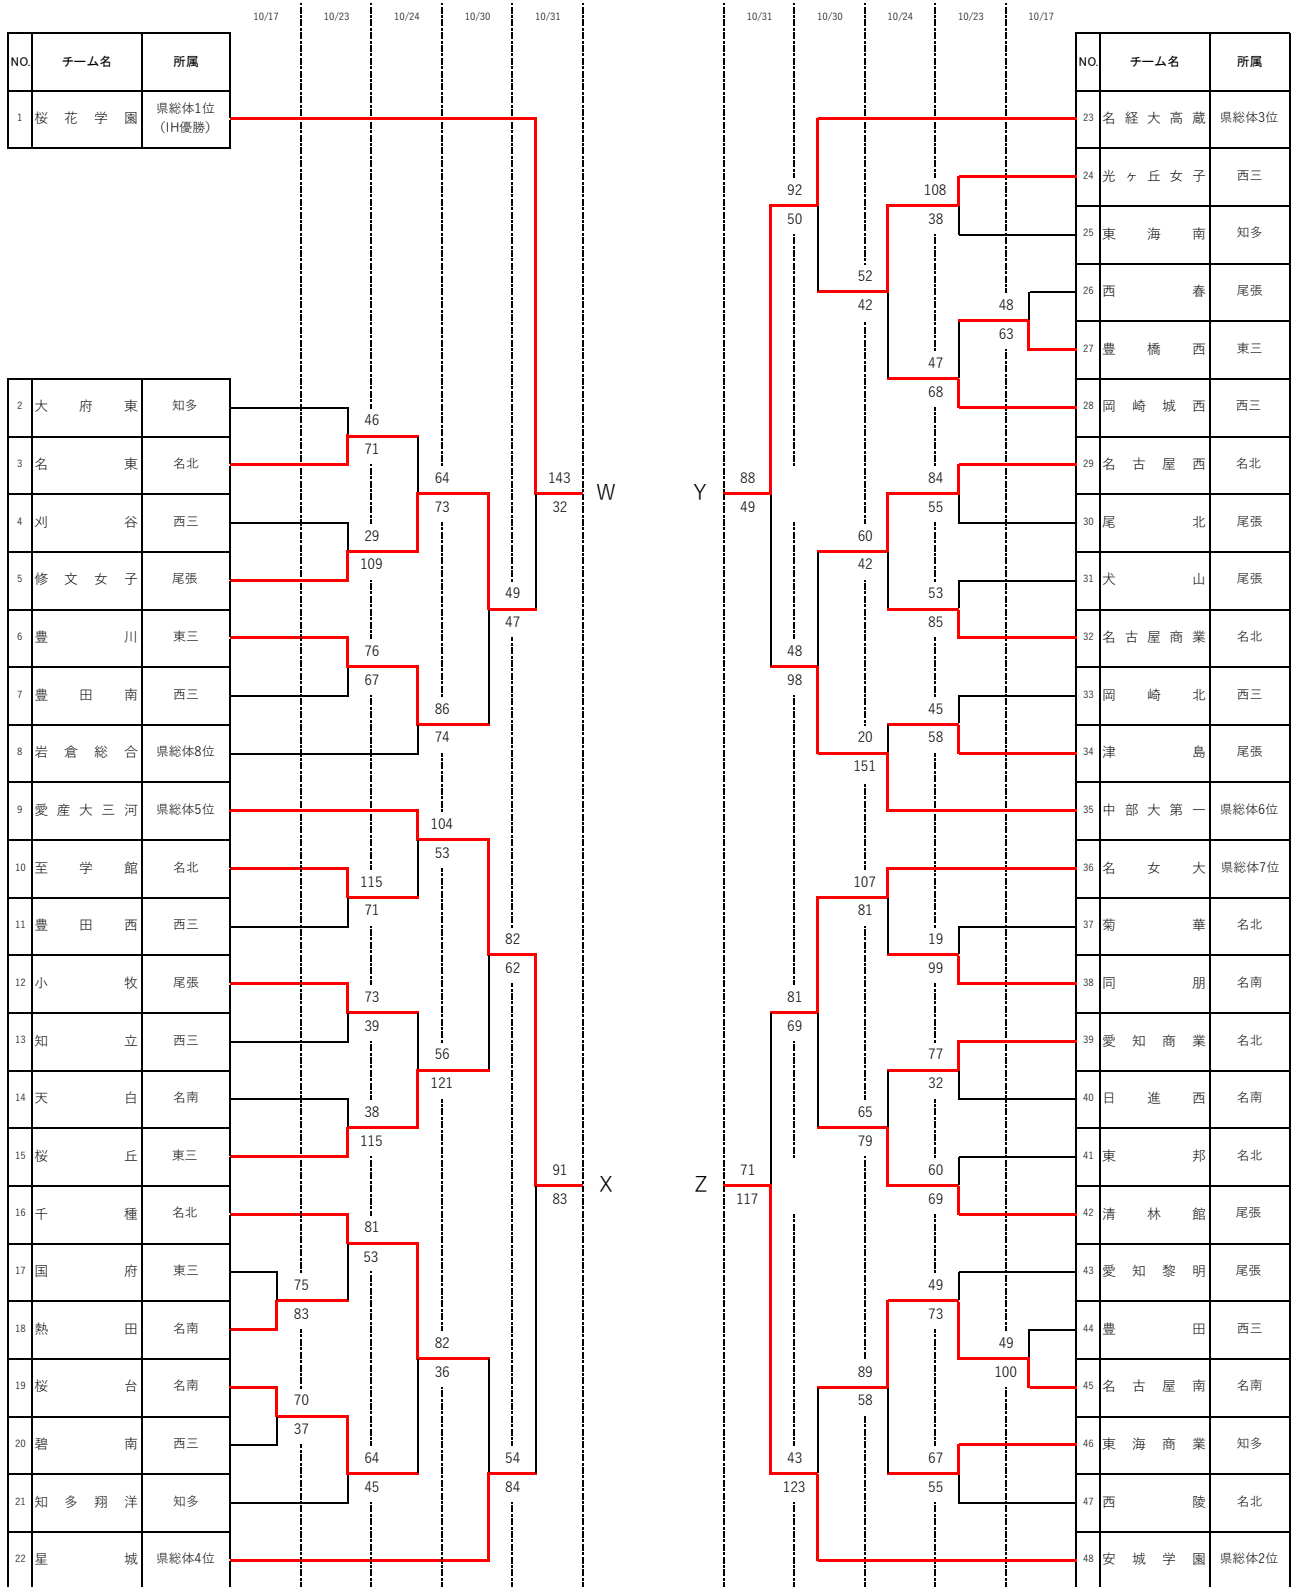 10/17 10/23 10/24 10/30 10/31 10/31 10/30 10/24 10/23 10/17
NO. チーム名 所属
1 桜花学園 県総体1位(IH優勝)
2 大府東 知多
3 名東 名北
4 刈谷 西三
5 修文女子 尾張
6 豊川 東三
7 豊田南 西三
8 岩倉総合 県総体8位
9 愛産大三河 県総体5位
10 至学館 名北
11 豊田西 西三
12 小牧 尾張
13 知立 西三
14 天白 名南
15 桜丘 東三
16 千種 名北
17 国府 東三
18 熱田 名南
19 桜台 名南
20 碧南 西三
21 知多翔洋 知多
22 星城 県総体4位
75
83
70
37
46
71
29
109
76
67
115
71
73
39
38
115
81
53
64
45
64
73
86
74
104
53
56
121
82
36
49
47
82
62
54
84
143
32
91
83
W
X
Y
Z
88
49
71
117
92
50
48
98
81
69
43
123
52
42
60
42
20
151
107
81
65
79
89
58
108
38
47
68
84
55
53
85
45
58
19
99
77
32
60
69
49
73
67
55
48
63
49
100
NO. チーム名 所属
23 名経大高蔵 県総体3位
24 光ヶ丘女子 西三
25 東海南 知多
26 西春 尾張
27 豊橋西 東三
28 岡崎城西 西三
29 名古屋西 名北
30 尾北 尾張
31 犬山 尾張
32 名古屋商業 名北
33 岡崎北 西三
34 津島 尾張
35 中部大第一 県総体6位
36 名女大 県総体7位
37 菊華 名北
38 同朋 名南
39 愛知商業 名北
40 日進西 名南
41 東邦 名北
42 清林館 尾張
43 愛知黎明 尾張
44 豊田 西三
45 名古屋南 名南
46 東海商業 知多
47 西陵 名北
48 安城学園 県総体2位